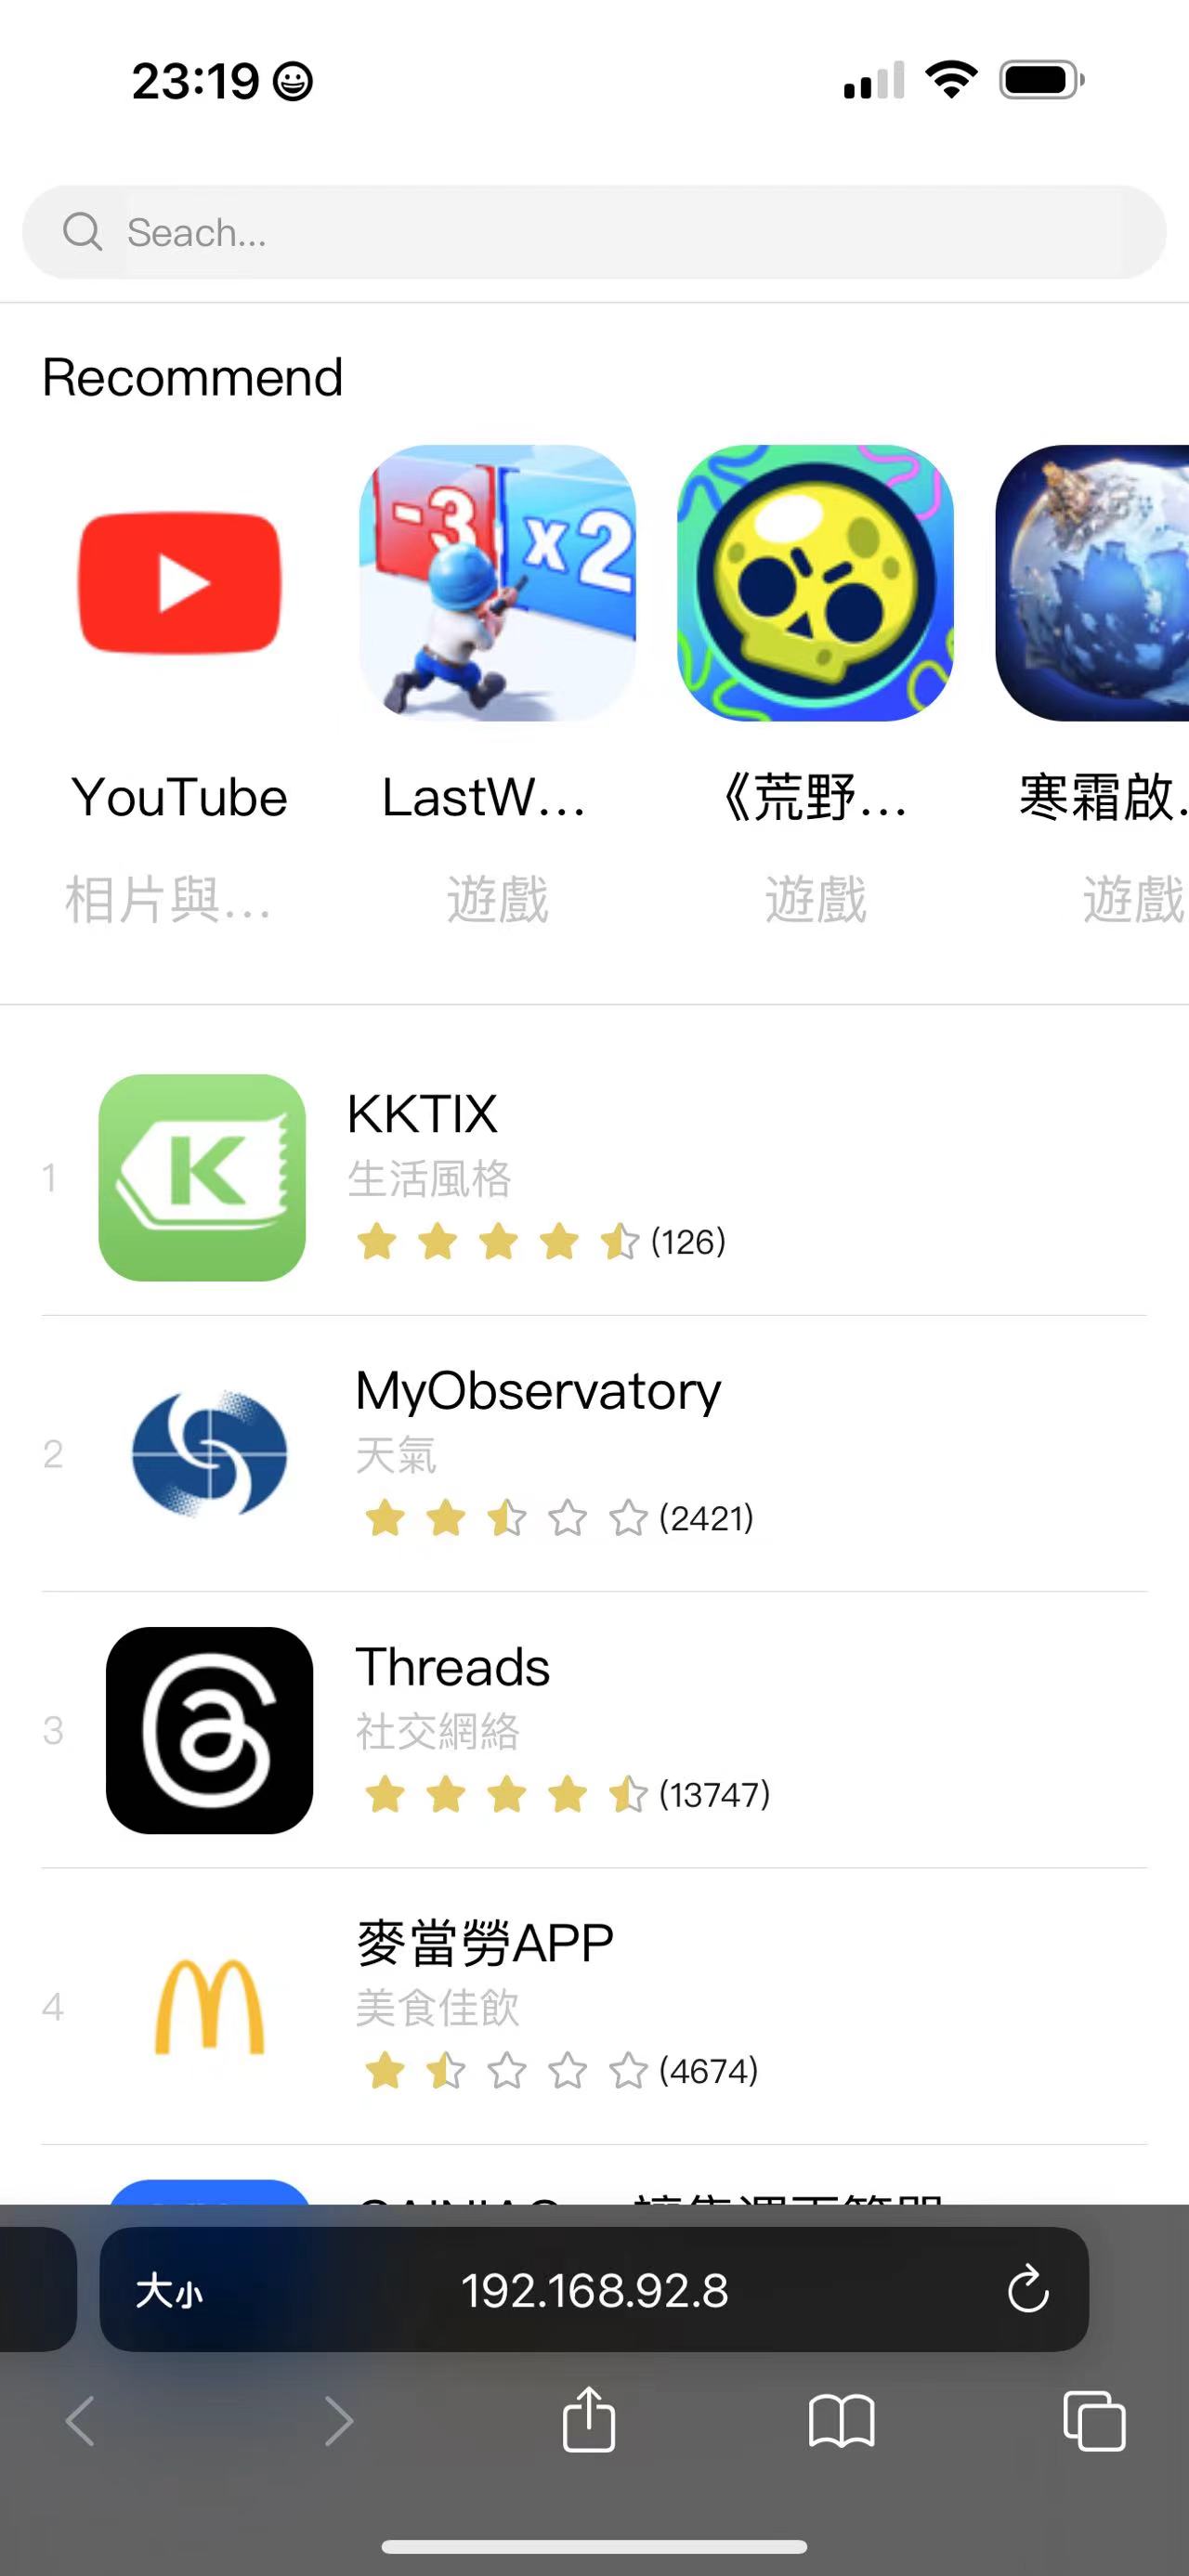 23:19
Seach...
Recommend
-3 x2
YouTube LastW... 《荒野... 寒霜啟.
相片與... 遊戲 遊戲 遊戲
K
KKTIX
1
生活風格
(126)
MyObservatory
2
天氣
(2421)
Threads
3
社交網絡
(13747)
麥當勞APP
4
美食佳飲
(4674)
大小 192.168.92.8